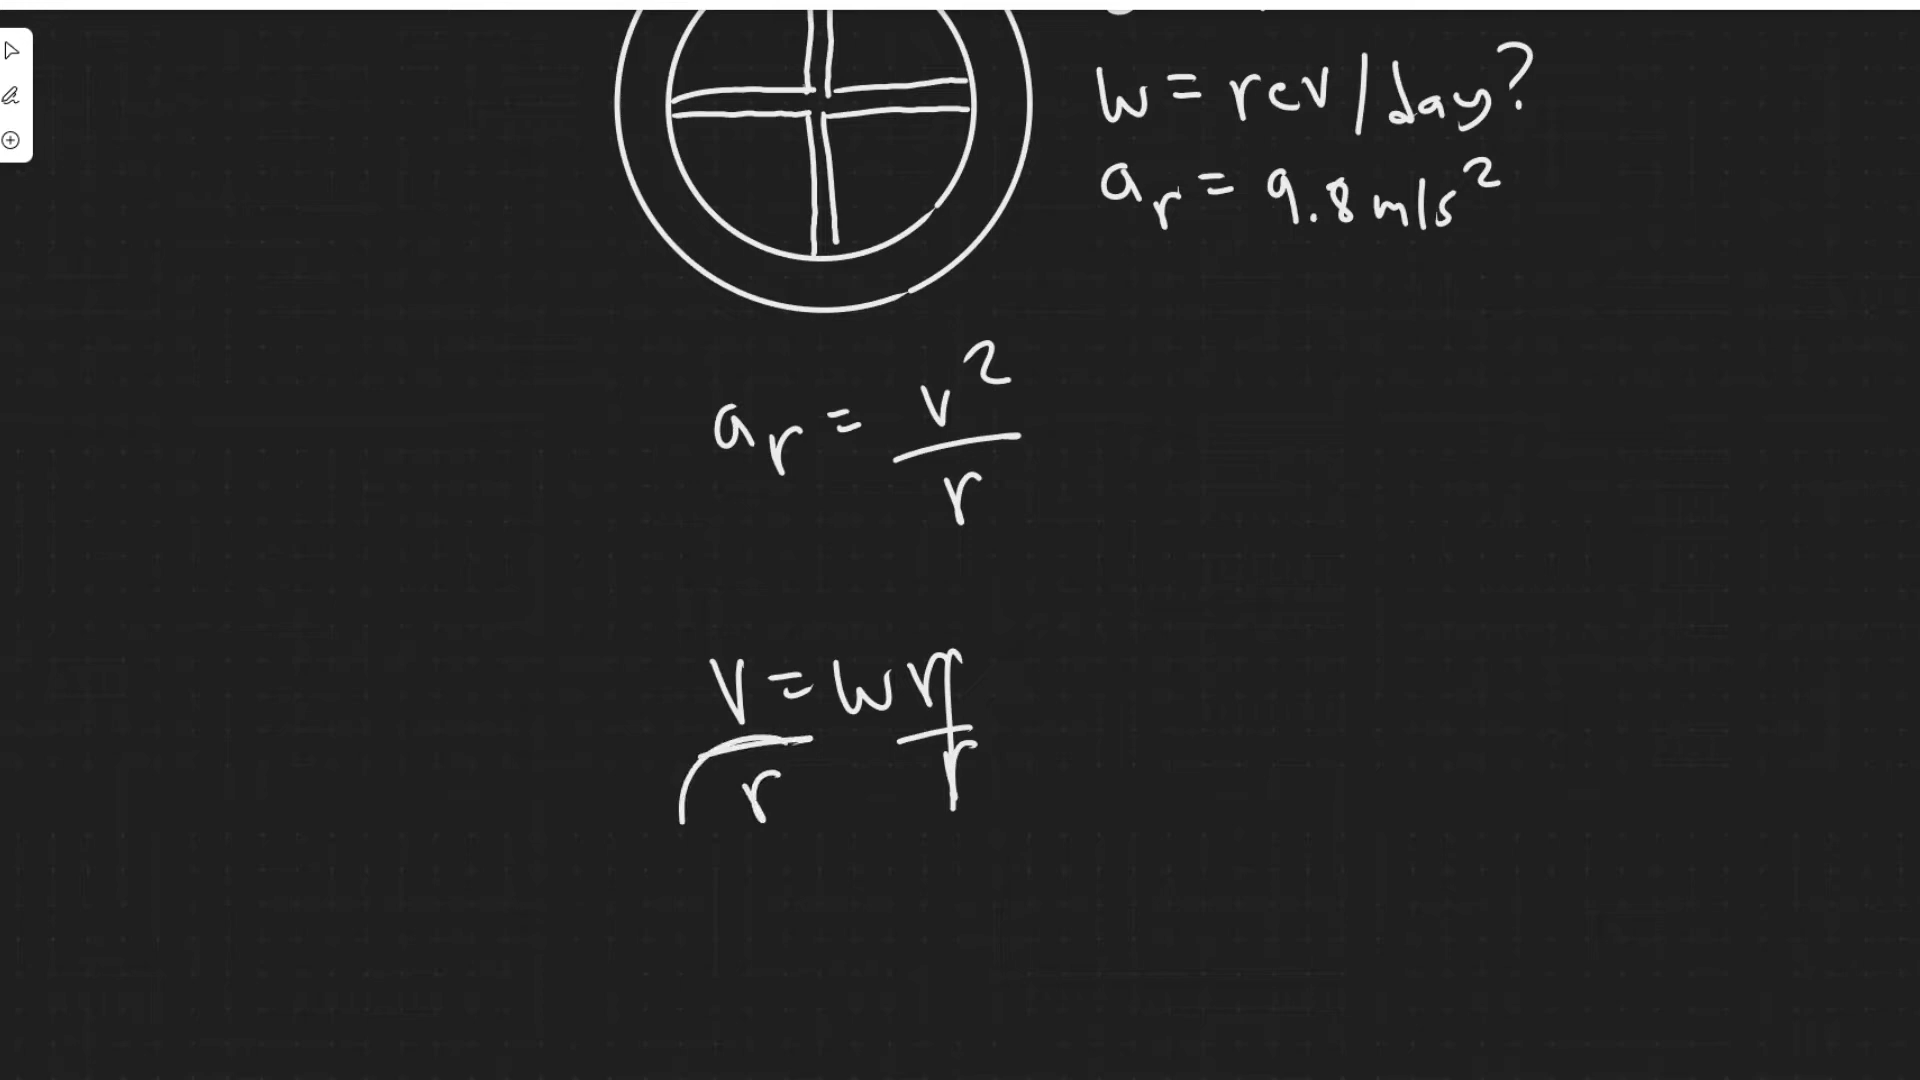 w = rev/day?
a_r = 9.8 m/s²
a_r = v²/r
v = wr
r r